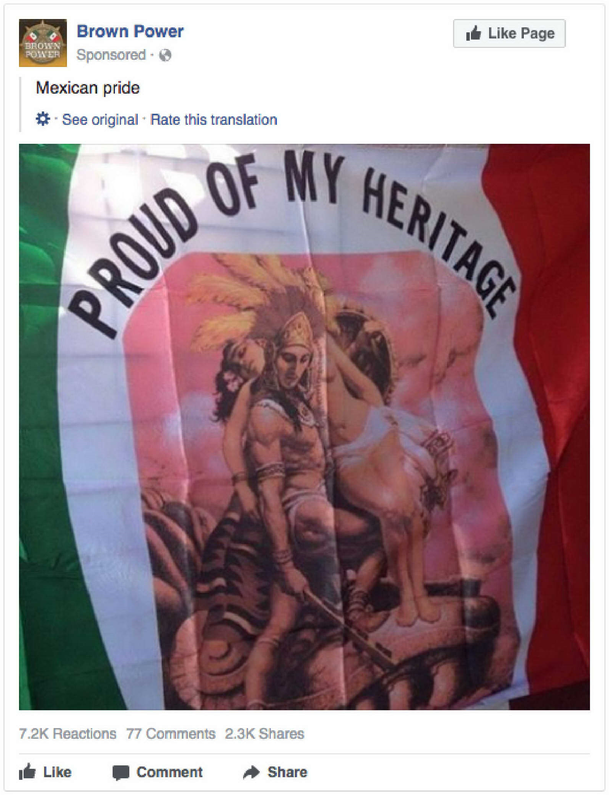 Brown Power
Like Page
BROWN
POWER
Sponsored ·
Mexican pride
· See original · Rate this translation
PROUD OF MY HERITAGE
7.2K Reactions 77 Comments 2.3K Shares
Like Comment Share